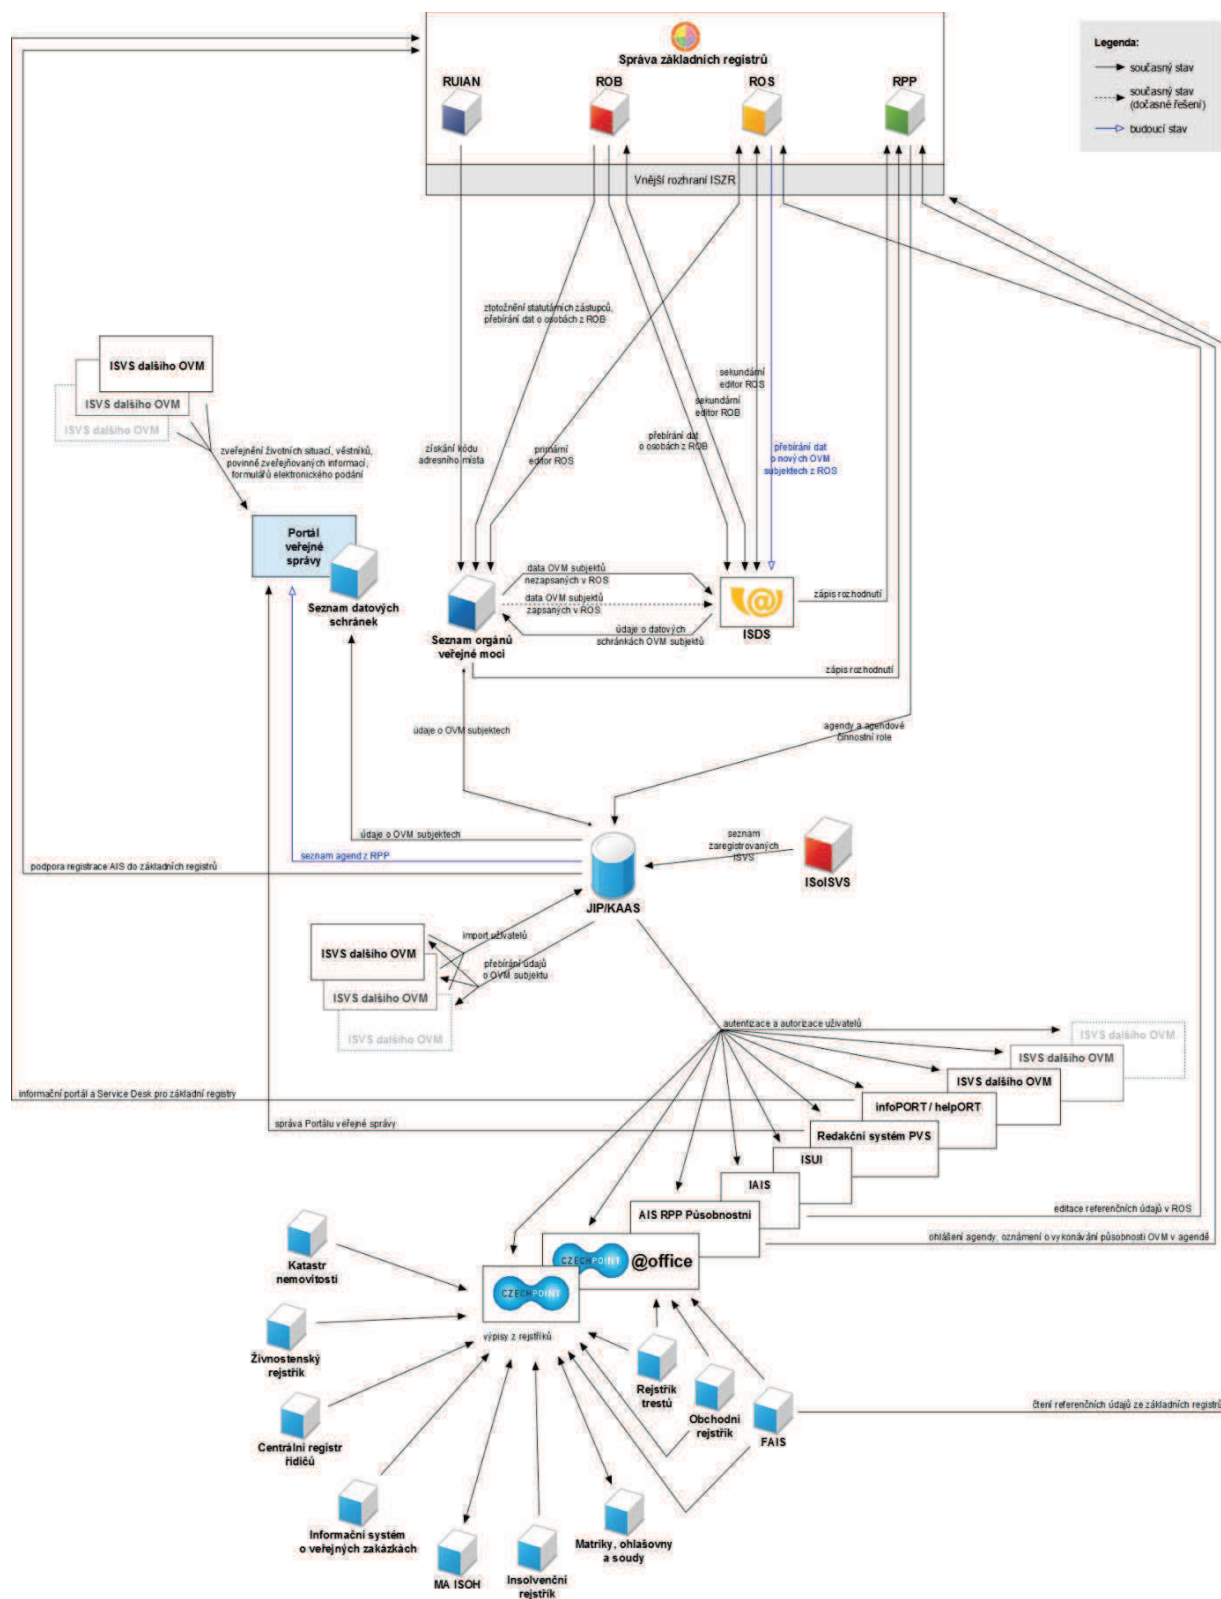 Správa základních registrů
RUIAN
ROB
ROS
RPP
Vnější rozhraní ISZR
Legenda:
současný stav
současný stav
(dočasné řešení)
budoucí stav
ztotožnění statutárních zástupců,
přebírání dat o osobách z ROB
ISVS dalšího OVM
ISVS dalšího OVM
ISVS dalšího OVM
zveřejnění životních situací, věstníků,
povinně zveřejňovaných informací,
formulářů elektronického podání
získání kódu
adresního místa
primární
editor ROS
sekundární
editor ROS
sekundární
editor ROB
přebírání dat
o osobách z ROB
přebírání dat
o nových OVM
subjektech z ROS
Portál
veřejné
správy
Seznam datových
schránek
Seznam orgánů
veřejné moci
data OVM subjektů
nezapsaných v ROS
data OVM subjektů
zapsaných v ROS
údaje o datových
schránkách OVM subjektů
ISDS
zápis rozhodnutí
zápis rozhodnutí
údaje o OVM subjektech
agendy a agendové
činnostní role
údaje o OVM subjektech
seznam agend z RPP
podpora registrace AIS do základních registrů
seznam
zaregistrovaných
ISVS
ISoISVS
JIP/KAAS
import uživatelů
přebírání údajů
o OVM subjektu
ISVS dalšího OVM
ISVS dalšího OVM
ISVS dalšího OVM
autentizace a autorizace uživatelů
ISVS dalšího OVM
ISVS dalšího OVM
ISVS dalšího OVM
informační portál a Service Desk pro základní registry
infoPORT / helpORT
správa Portálu veřejné správy
Redakční systém PVS
ISUI
IAIS
AIS RPP Působnostní
editace referenčních údajů v ROS
ohlášení agendy, oznámení o vykonávání působnosti OVM v agendě
CZECHPOINT @office
CZECHPOINT
výpisy z rejstříků
Katastr
nemovitostí
Živnostenský
rejstřík
Centrální registr
řidičů
Informační systém
o veřejných zakázkách
MA ISOH
Insolvenční
rejstřík
Matriky, ohlašovny
a soudy
Rejstřík
trestů
Obchodní
rejstřík
FAIS
čtení referenčních údajů ze základních registrů